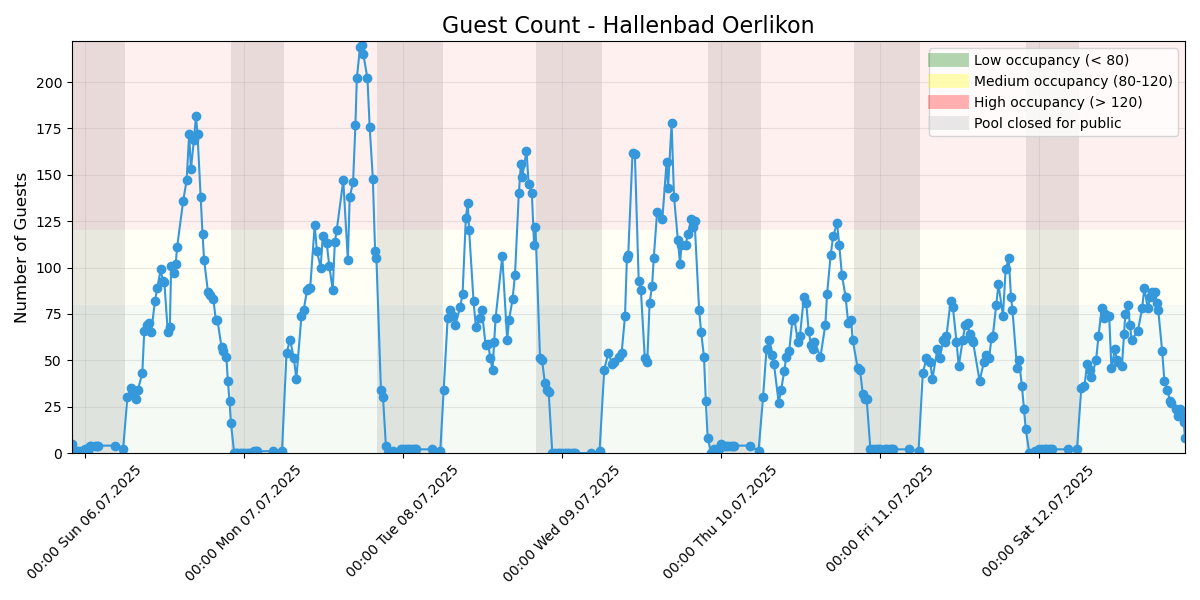 Guest Count - Hallenbad Oerlikon
Low occupancy (< 80)
Medium occupancy (80-120)
High occupancy (> 120)
Pool closed for public
Number of Guests
200
175
150
125
100
75
50
25
0
00:00 Sun 06.07.2025
00:00 Mon 07.07.2025
00:00 Tue 08.07.2025
00:00 Wed 09.07.2025
00:00 Thu 10.07.2025
00:00 Fri 11.07.2025
00:00 Sat 12.07.2025